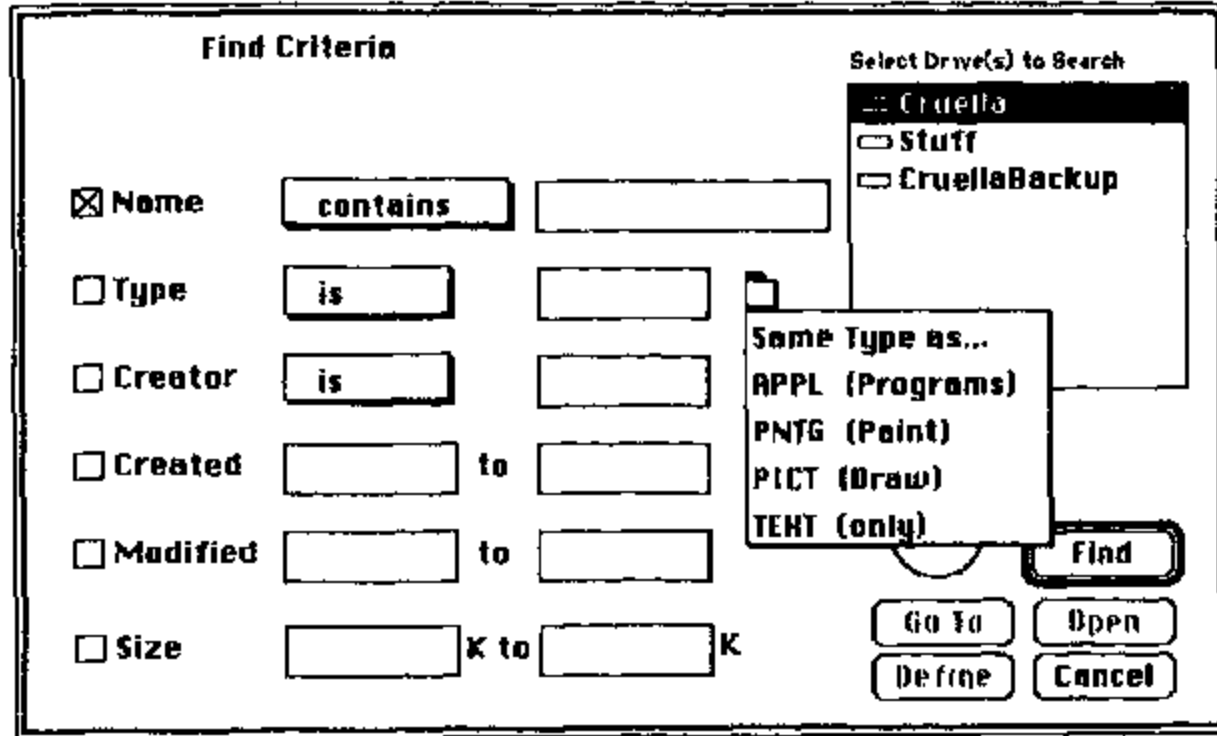 Find Criteria
Select Drive(s) to Search
Cruella
Stuff
CruellaBackup
Name contains
Type is
Creator is
Created to
Modified to
Size K to K
Same Type as...
APPL (Programs)
PNTG (Paint)
PICT (Draw)
TEXT (only)
Find
Go To Open
Define Cancel